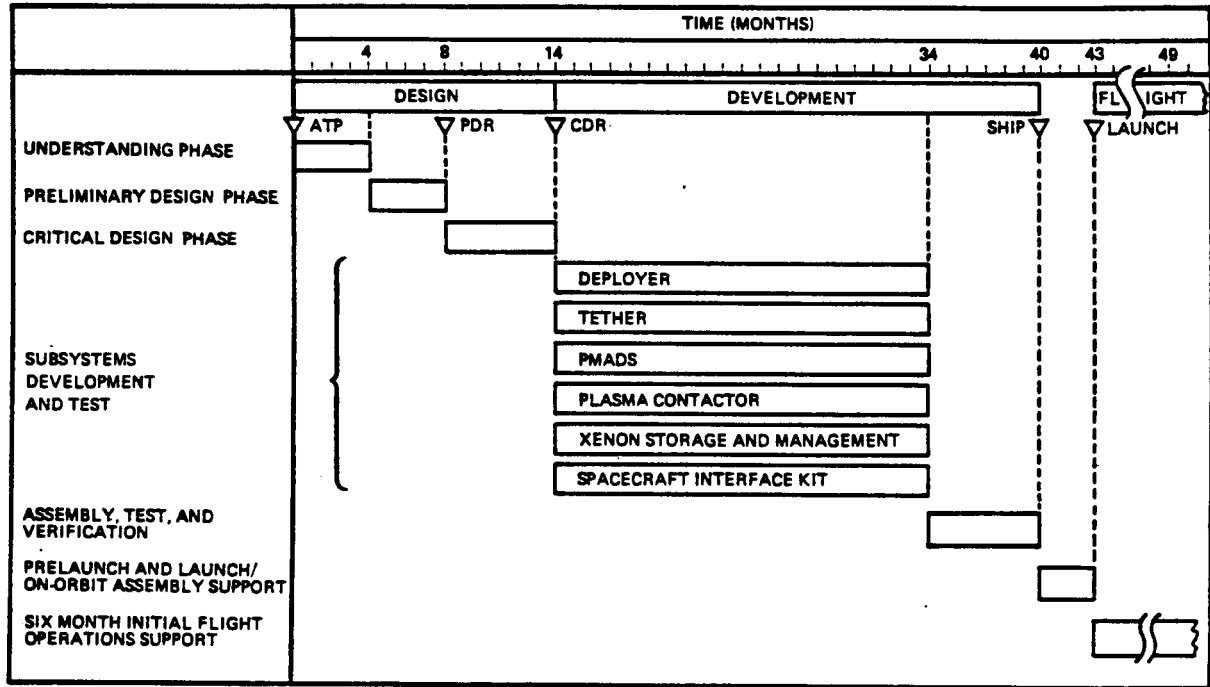 TIME (MONTHS)
4 8 14 34 40 43 49
DESIGN DEVELOPMENT FLIGHT
ATP PDR CDR SHIP LAUNCH
UNDERSTANDING PHASE
PRELIMINARY DESIGN PHASE
CRITICAL DESIGN PHASE
DEPLOYER
TETHER
SUBSYSTEMS
DEVELOPMENT
AND TEST
PMADS
PLASMA CONTACTOR
XENON STORAGE AND MANAGEMENT
SPACECRAFT INTERFACE KIT
ASSEMBLY, TEST, AND
VERIFICATION
PRELAUNCH AND LAUNCH/
ON-ORBIT ASSEMBLY SUPPORT
SIX MONTH INITIAL FLIGHT
OPERATIONS SUPPORT